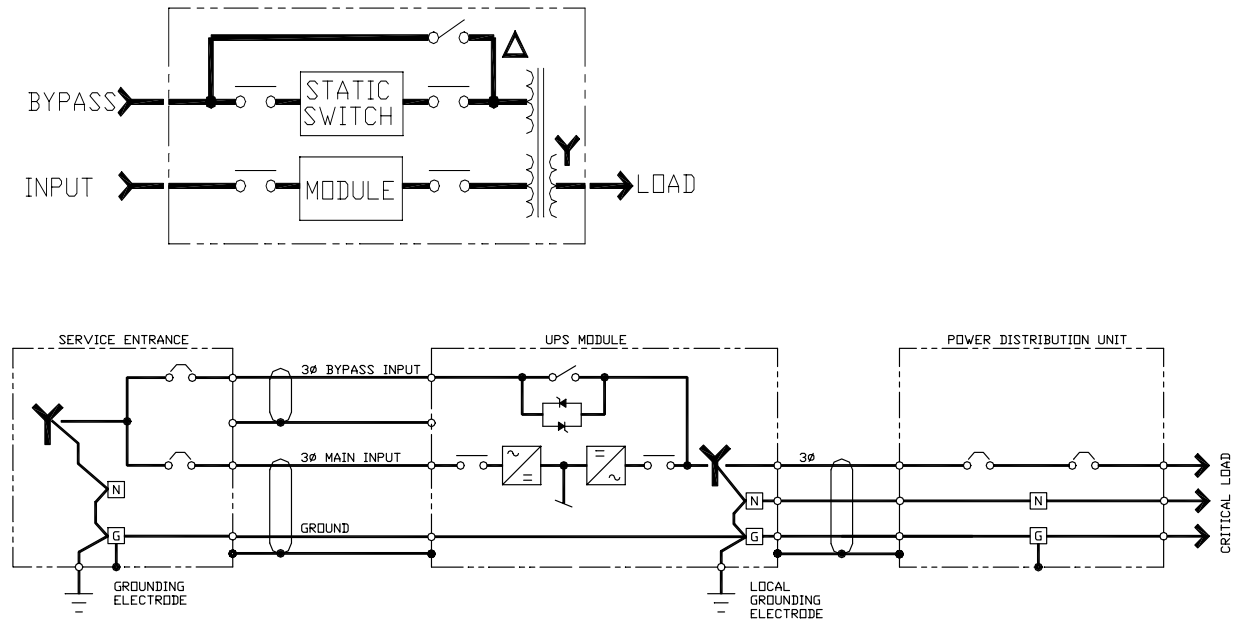 BYPASS
STATIC
SWITCH
INPUT
MODULE
LOAD
SERVICE ENTRANCE
UPS MODULE
POWER DISTRIBUTION UNIT
3Ø BYPASS INPUT
3Ø MAIN INPUT
3Ø
N
N
N
GROUND
G
G
G
CRITICAL LOAD
GROUNDING
ELECTRODE
LOCAL
GROUNDING
ELECTRODE